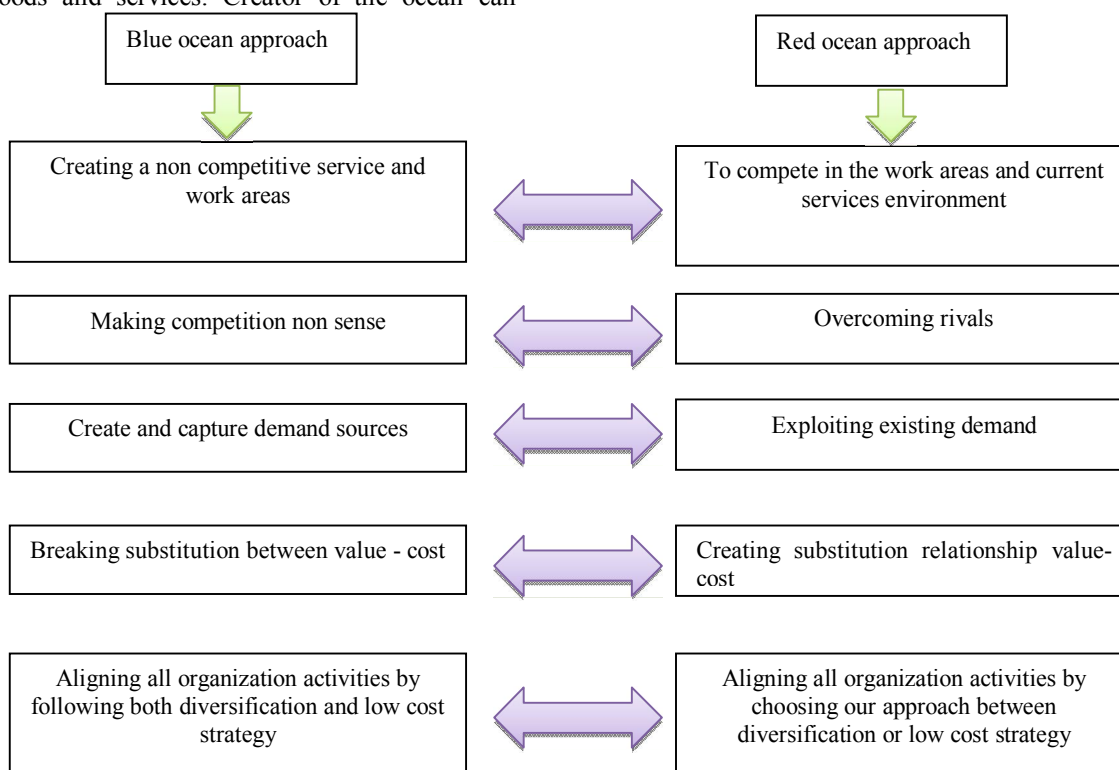 goods and services. Creator of the ocean can
Blue ocean approach
Red ocean approach
Creating a non competitive service and
work areas
To compete in the work areas and current
services environment
Making competition non sense
Overcoming rivals
Create and capture demand sources
Exploiting existing demand
Breaking substitution between value - cost
Creating substitution relationship value-
cost
Aligning all organization activities by
following both diversification and low cost
strategy
Aligning all organization activities by
choosing our approach between
diversification or low cost strategy